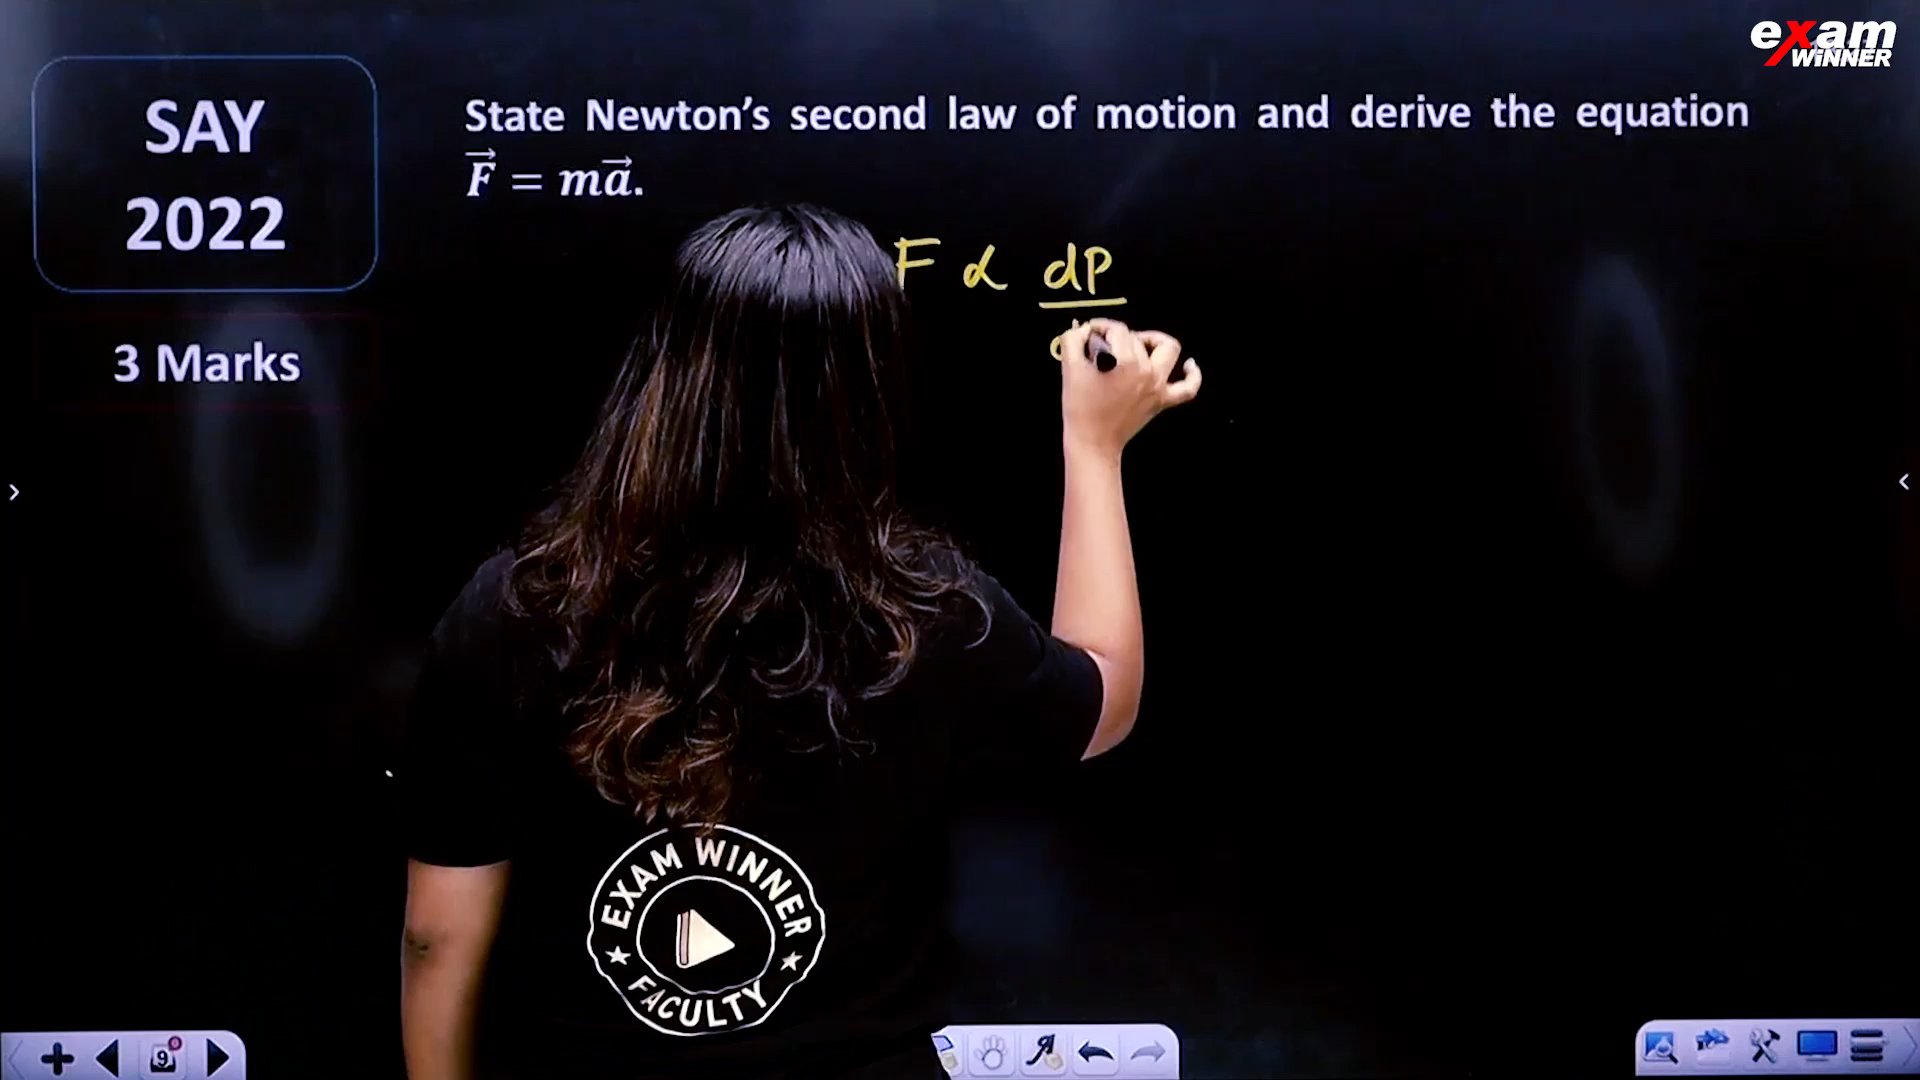 exam
WINNER
SAY
2022
3 Marks
State Newton’s second law of motion and derive the equation
F⃗ = ma⃗.
F ∝ dP
EXAM WINNER
FACULTY
9